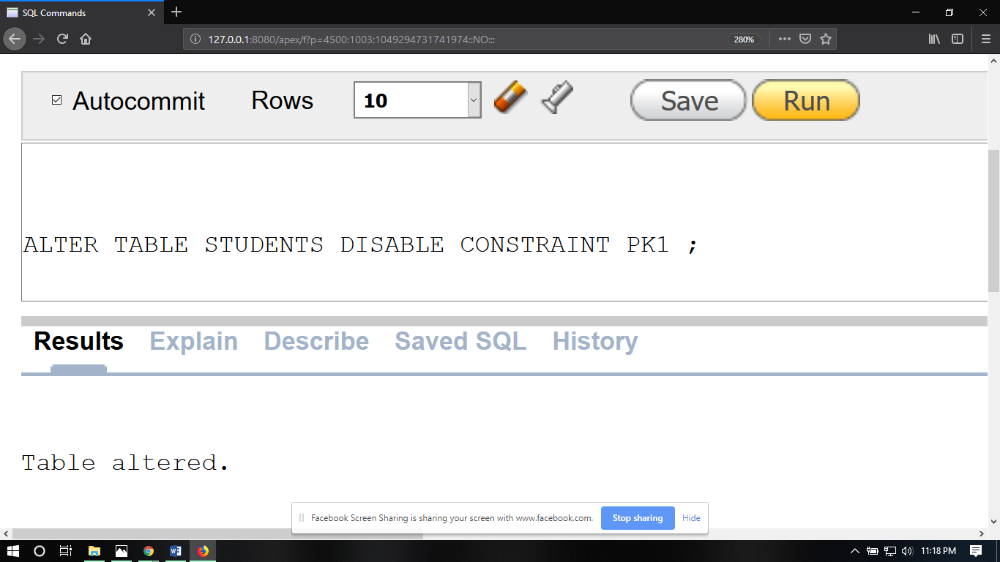 SQL Commands
127.0.0.1:8080/apex/f?p=4500:1003:1049294731741974::NO:::
280%
Autocommit Rows 10 Save Run
ALTER TABLE STUDENTS DISABLE CONSTRAINT PK1 ;
Results Explain Describe Saved SQL History
Table altered.
Facebook Screen Sharing is sharing your screen with www.facebook.com. Stop sharing Hide
11:18 PM